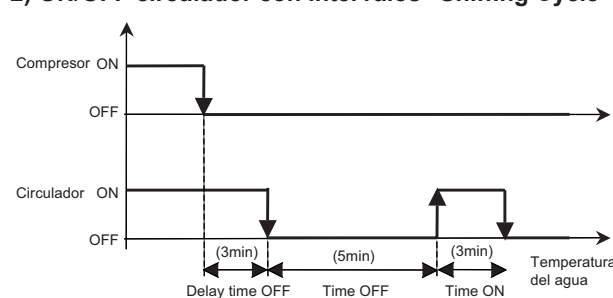 2) ON/OFF circulador con intervalos "Sniffing Cycle"
Compresor ON
OFF
Circulador ON
OFF
(3min) (5min) (3min)
Delay time OFF Time OFF Time ON
Temperatura
del agua